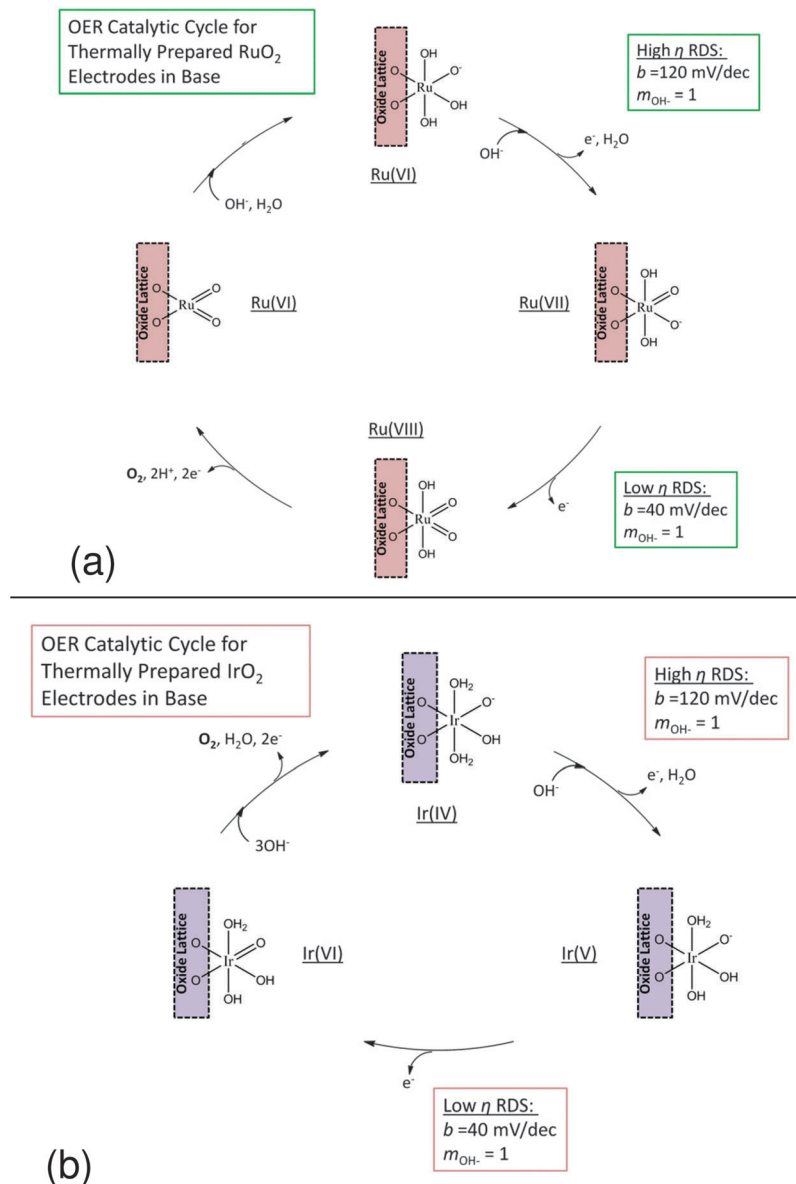 OER Catalytic Cycle for
Thermally Prepared RuO₂
Electrodes in Base
High η RDS:
b =120 mV/dec
mOH- = 1
Oxide Lattice
O
O
Ru
OH
O⁻
OH
OH
Ru(VI)
OH⁻
e⁻, H₂O
OH⁻, H₂O
Oxide Lattice
O
O
Ru
O
O
Ru(VI)
Ru(VII)
Oxide Lattice
O
O
Ru
OH
O
O⁻
OH
Ru(VIII)
Oxide Lattice
O
O
Ru
OH
O
O
OH
O₂, 2H⁺, 2e⁻
e⁻
Low η RDS:
b =40 mV/dec
mOH- = 1
(a)
OER Catalytic Cycle for
Thermally Prepared IrO₂
Electrodes in Base
High η RDS:
b =120 mV/dec
mOH- = 1
Oxide Lattice
O
O
Ir
OH₂
O⁻
OH
OH₂
Ir(IV)
O₂, H₂O, 2e⁻
3OH⁻
OH⁻
e⁻, H₂O
Oxide Lattice
O
O
Ir
OH₂
O
OH
OH
Ir(VI)
Ir(V)
Oxide Lattice
O
O
Ir
OH₂
O⁻
OH
OH
e⁻
Low η RDS:
b =40 mV/dec
mOH- = 1
(b)